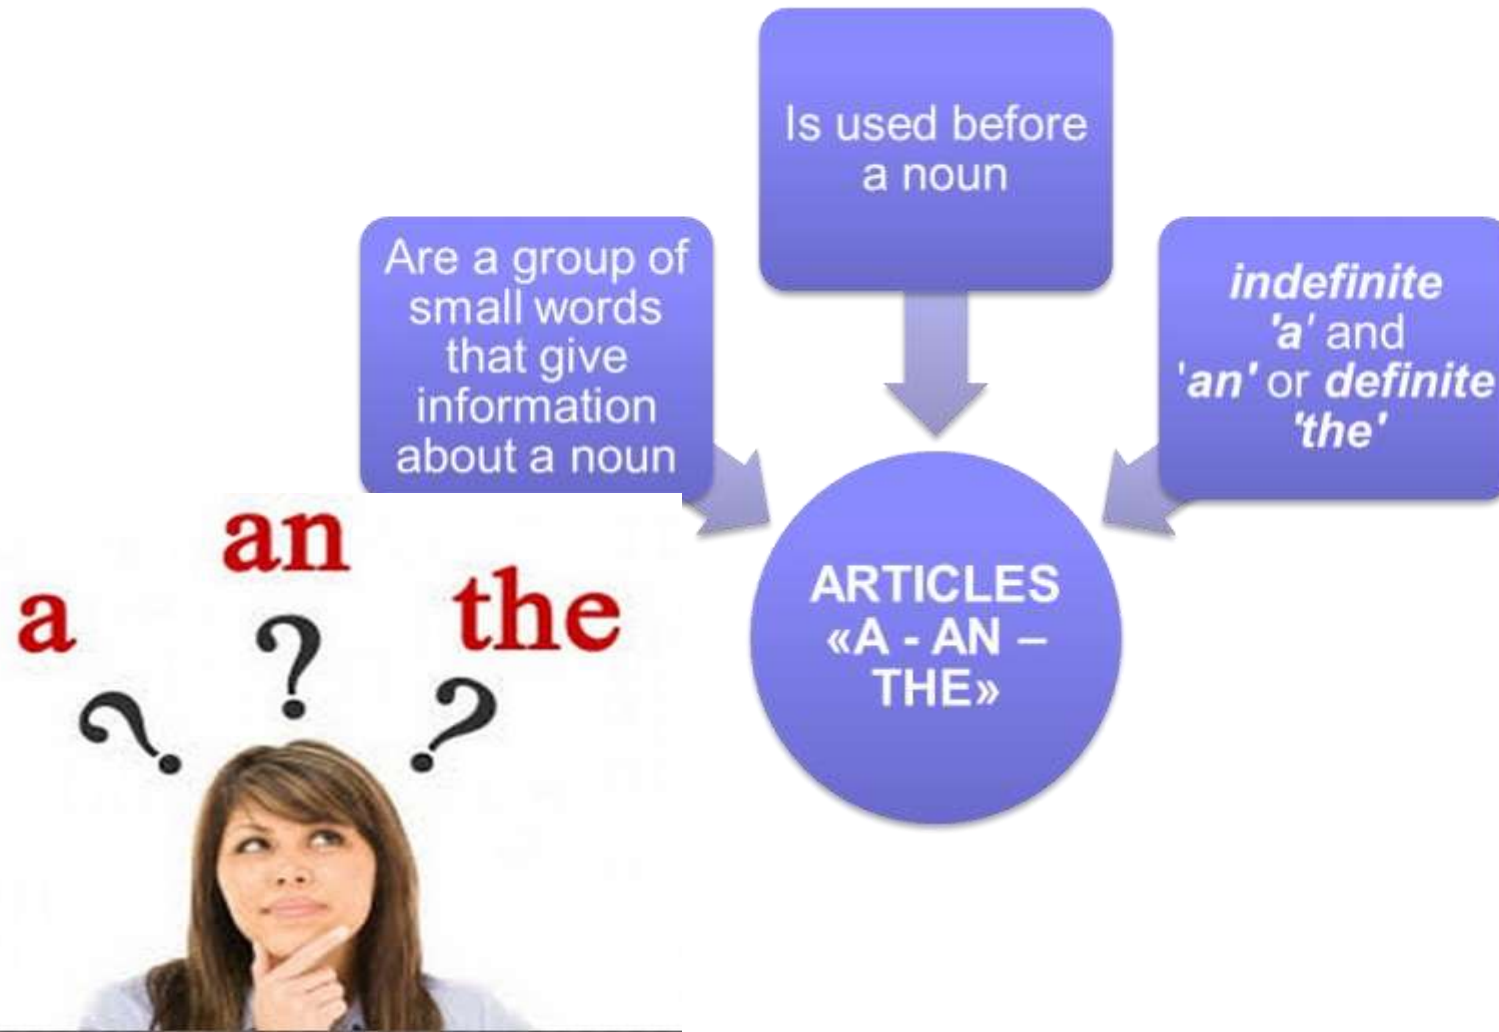 Is used before
a noun
Are a group of
small words
that give
information
about a noun
indefinite
'a' and
'an' or definite
'the'
ARTICLES
«A - AN –
THE»
a
an
the
?
?
?